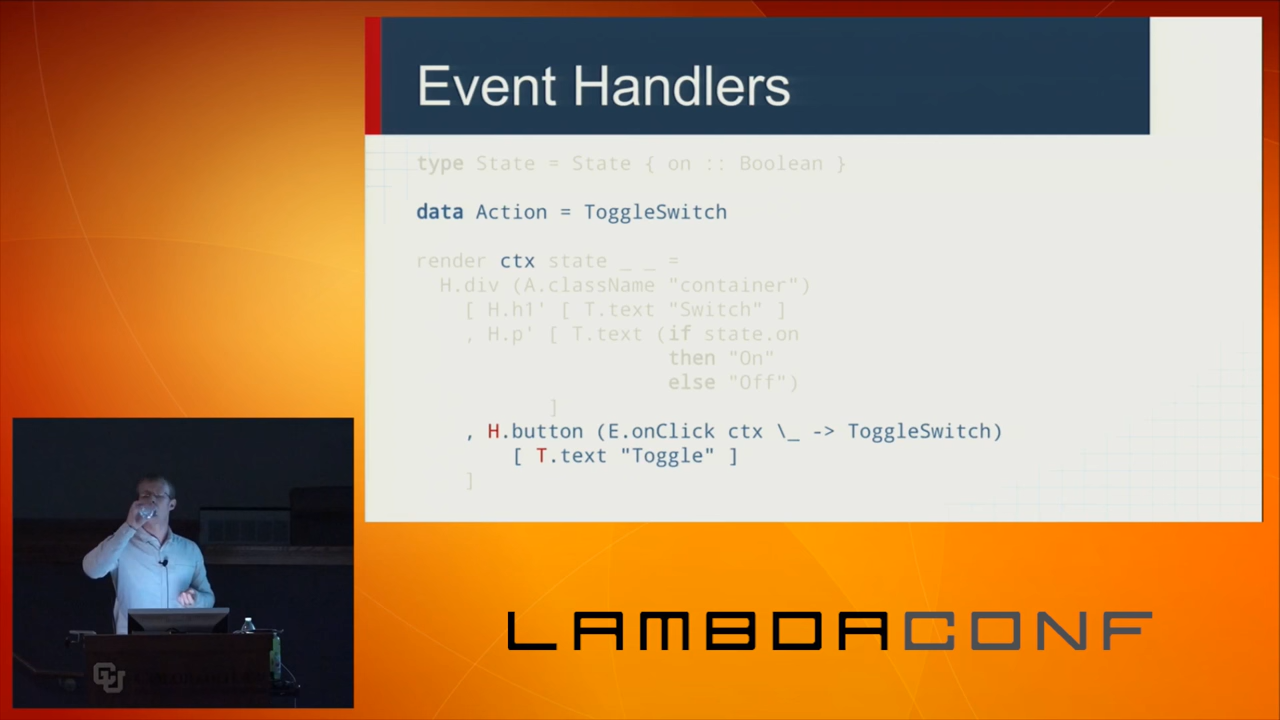 Event Handlers
type State = State { on :: Boolean }
data Action = ToggleSwitch
render ctx state _ _ =
H.div (A.className "container")
[ H.h1' [ T.text "Switch" ]
, H.p' [ T.text (if state.on
then "On"
else "Off")
]
, H.button (E.onClick ctx \_ -> ToggleSwitch)
[ T.text "Toggle" ]
]
LAMBDACONF
CU